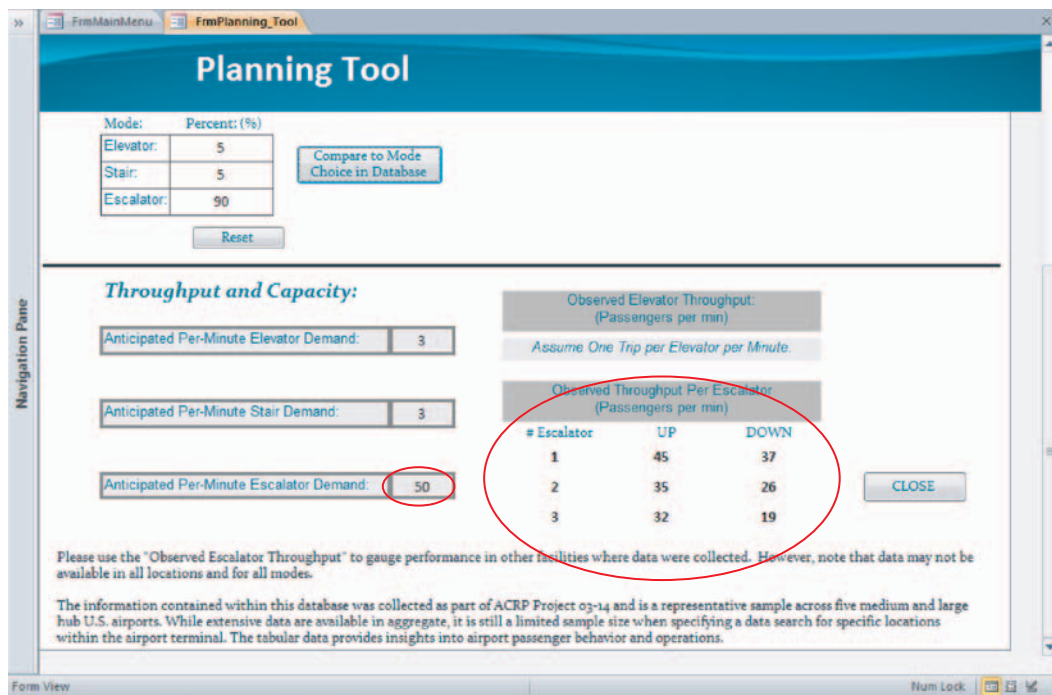 FrmMainMenu FrmPlanning_Tool
Planning Tool
Mode: Percent: (%)
Elevator: 5
Stair: 5
Escalator: 90
Compare to Mode
Choice in Database
Reset
Navigation Pane
Throughput and Capacity:
Anticipated Per-Minute Elevator Demand: 3
Anticipated Per-Minute Stair Demand: 3
Anticipated Per-Minute Escalator Demand: 50
Observed Elevator Throughput:
(Passengers per min)
Assume One Trip per Elevator per Minute.
Observed Throughput Per Escalator
(Passengers per min)
# Escalator UP DOWN
1 45 37
2 35 26
3 32 19
CLOSE
Please use the "Observed Escalator Throughput" to gauge performance in other facilities where data were collected. However, note that data may not be
available in all locations and for all modes.
The information contained within this database was collected as part of ACRP Project 03-14 and is a representative sample across five medium and large
hub U.S. airports. While extensive data are available in aggregate, it is still a limited sample size when specifying a data search for specific locations
within the airport terminal. The tabular data provides insights into airport passenger behavior and operations.
Form View Num Lock